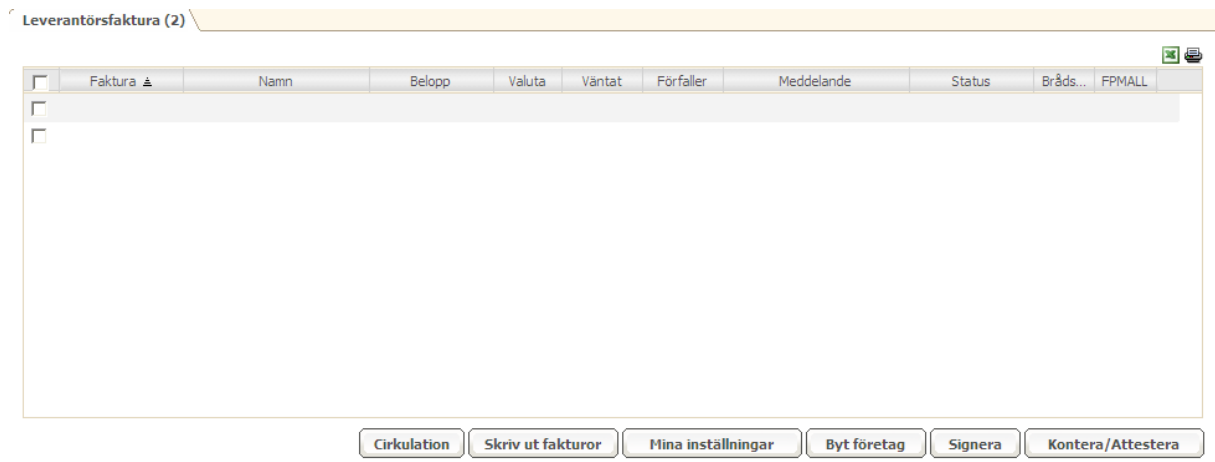 Leverantörsfaktura (2)
Faktura Namn Belopp Valuta Väntat Förfaller Meddelande Status Bråds... FPMALL
Cirkulation Skriv ut fakturor Mina inställningar Byt företag Signera Kontera/Attestera